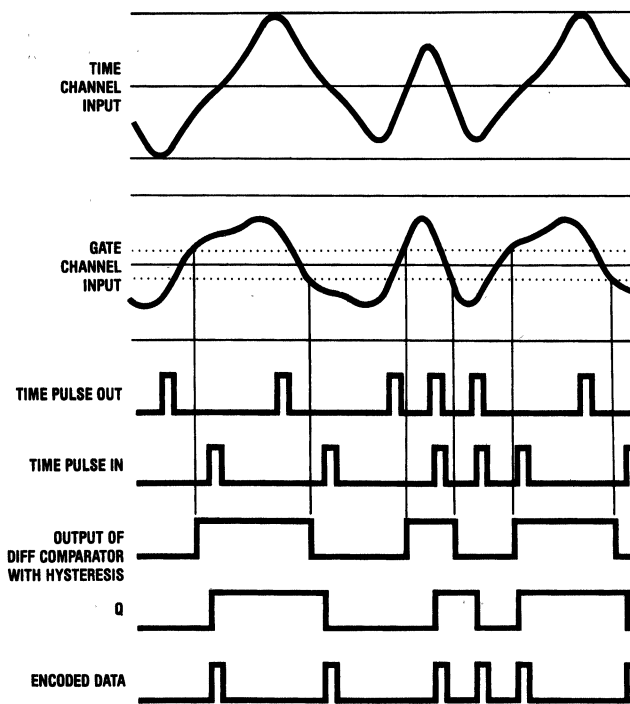 TIME
CHANNEL
INPUT
GATE
CHANNEL
INPUT
TIME PULSE OUT
TIME PULSE IN
OUTPUT OF
DIFF COMPARATOR
WITH HYSTERESIS
Q
ENCODED DATA